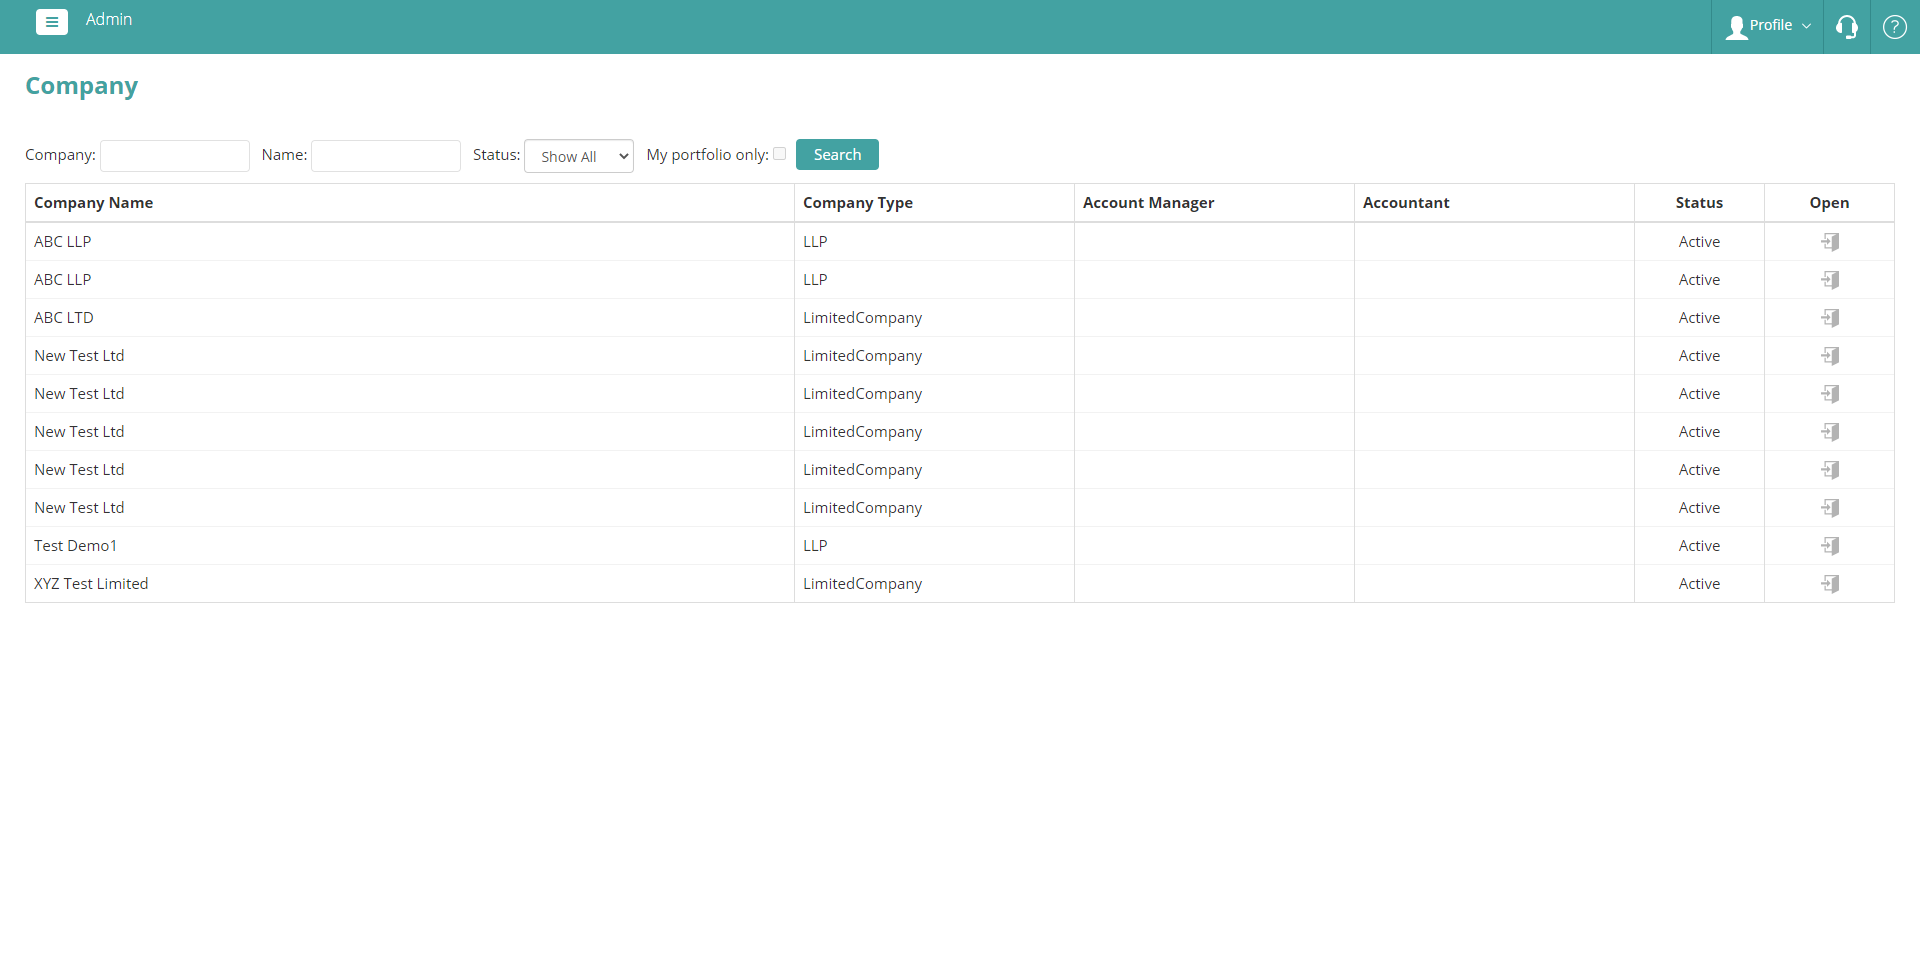 Admin
Profile
?
Company
Company: Name: Status: Show All My portfolio only: Search
Company Name Company Type Account Manager Accountant Status Open
ABC LLP LLP Active
ABC LLP LLP Active
ABC LTD LimitedCompany Active
New Test Ltd LimitedCompany Active
New Test Ltd LimitedCompany Active
New Test Ltd LimitedCompany Active
New Test Ltd LimitedCompany Active
New Test Ltd LimitedCompany Active
Test Demo1 LLP Active
XYZ Test Limited LimitedCompany Active